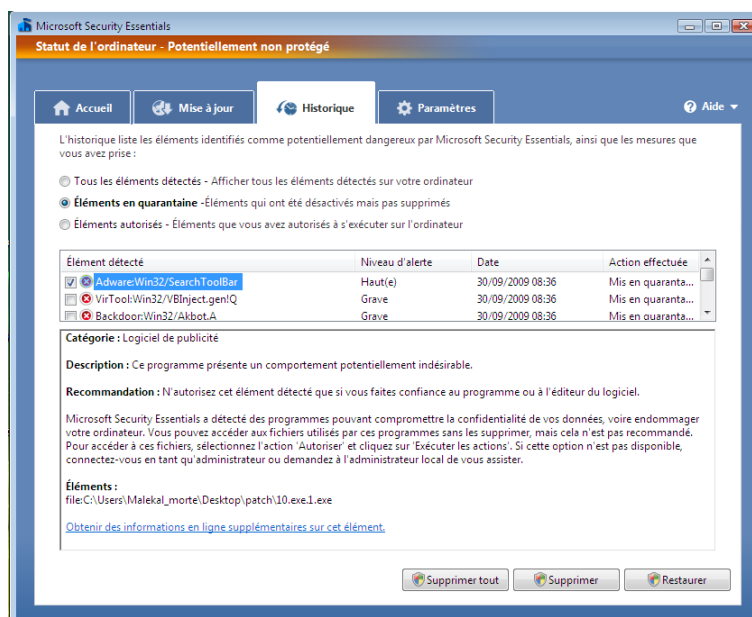 Microsoft Security Essentials
Statut de l'ordinateur - Potentiellement non protégé
Accueil
Mise à jour
Historique
Paramètres
Aide
L'historique liste les éléments identifiés comme potentiellement dangereux par Microsoft Security Essentials, ainsi que les mesures que
vous avez prise :
Tous les éléments détectés - Afficher tous les éléments détectés sur votre ordinateur
Éléments en quarantaine -Éléments qui ont été désactivés mais pas supprimés
Éléments autorisés - Éléments que vous avez autorisés à s'exécuter sur l'ordinateur
Élément détecté Niveau d'alerte Date Action effectuée
Adware:Win32/SearchToolBar Haut(e) 30/09/2009 08:36 Mis en quaranta...
VirTool:Win32/VBInject.gen!Q Grave 30/09/2009 08:36 Mis en quaranta...
Backdoor:Win32/Akbot.A Grave 30/09/2009 08:36 Mis en quaranta...
Catégorie : Logiciel de publicité
Description : Ce programme présente un comportement potentiellement indésirable.
Recommandation : N'autorisez cet élément détecté que si vous faites confiance au programme ou à l'éditeur du logiciel.
Microsoft Security Essentials a détecté des programmes pouvant compromettre la confidentialité de vos données, voire endommager
votre ordinateur. Vous pouvez accéder aux fichiers utilisés par ces programmes sans les supprimer, mais cela n'est pas recommandé.
Pour accéder à ces fichiers, sélectionnez l'action 'Autoriser' et cliquez sur 'Exécuter les actions'. Si cette option n'est pas disponible,
connectez-vous en tant qu'administrateur ou demandez à l'administrateur local de vous assister.
Éléments :
file:C:\Users\Malekal_morte\Desktop\patch\10.exe.1.exe
Obtenir des informations en ligne supplémentaires sur cet élément.
Supprimer tout
Supprimer
Restaurer